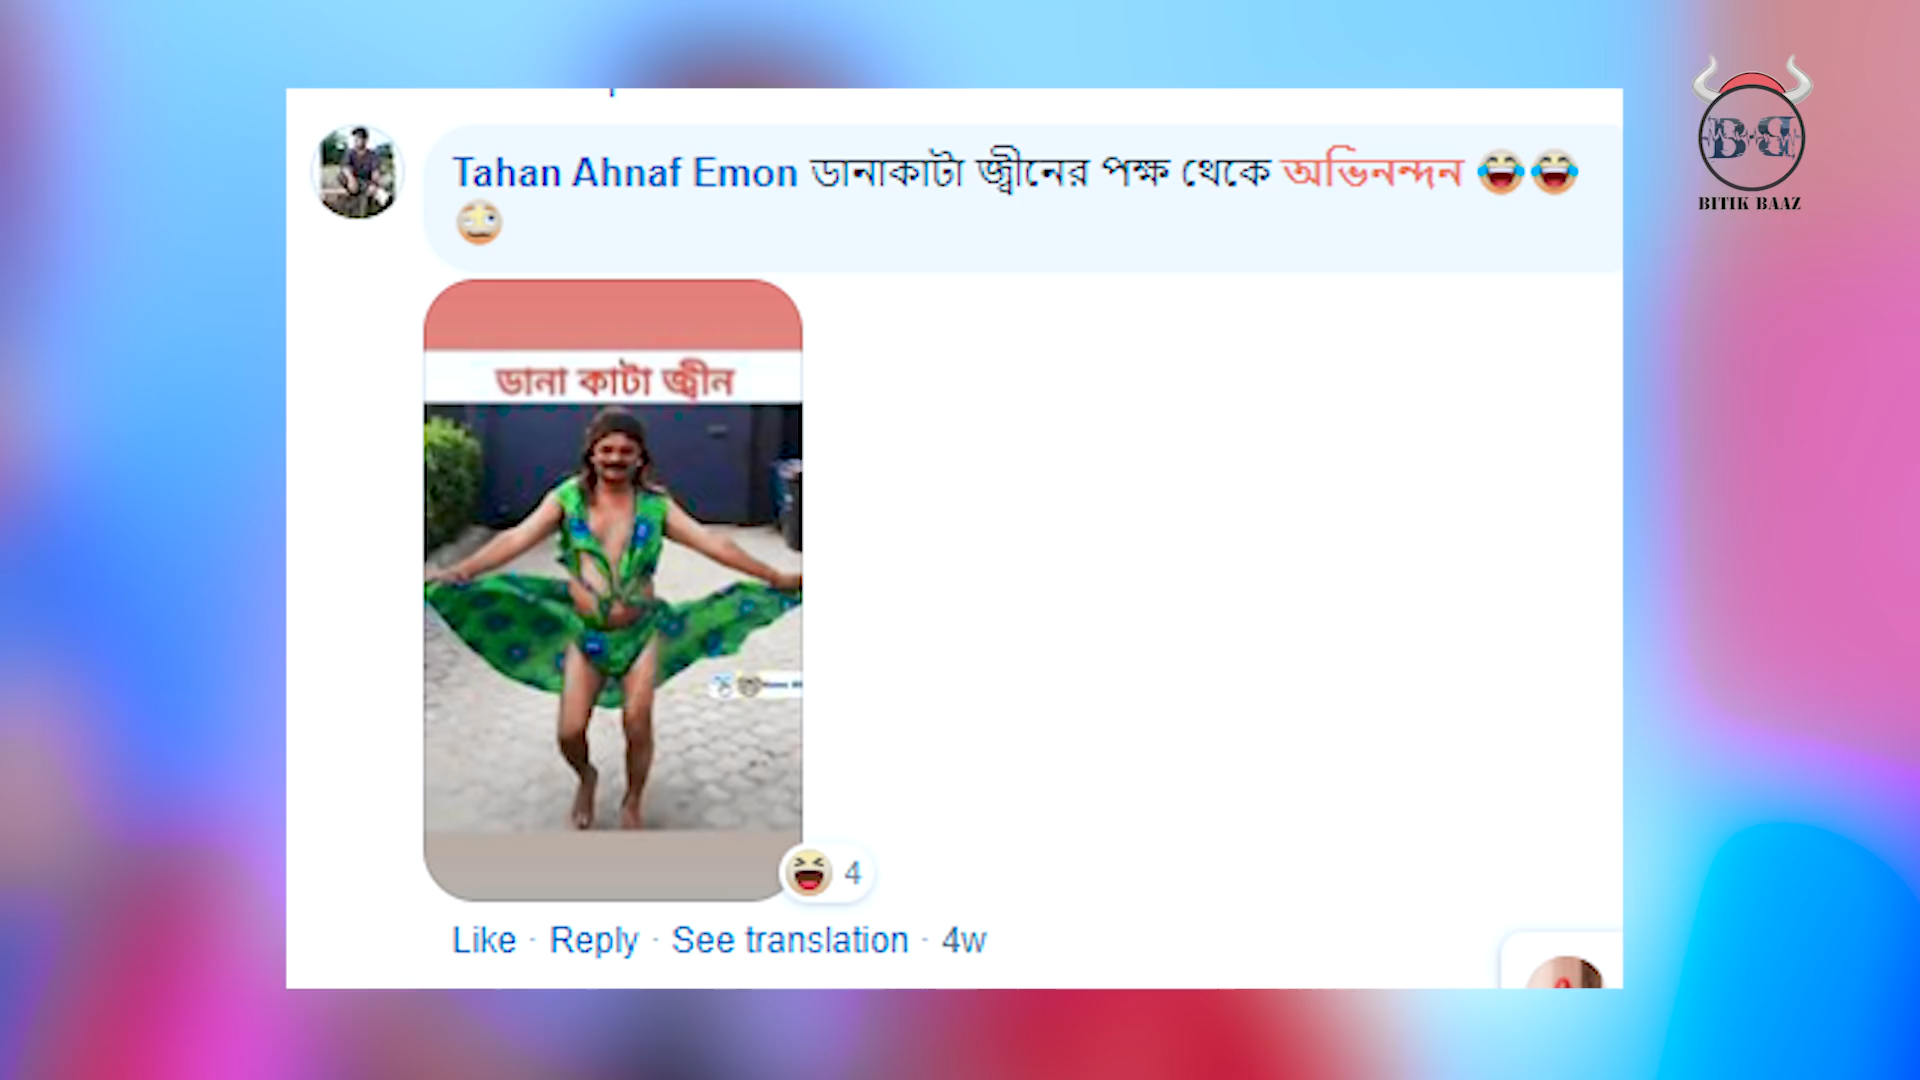 BITIK BAAZ
Tahan Ahnaf Emon ডানাকাটা জ্বীনের পক্ষ থেকে অভিনন্দন 😂😂
🙄
ডানা কাটা জ্বীন
4
Like · Reply · See translation · 4w